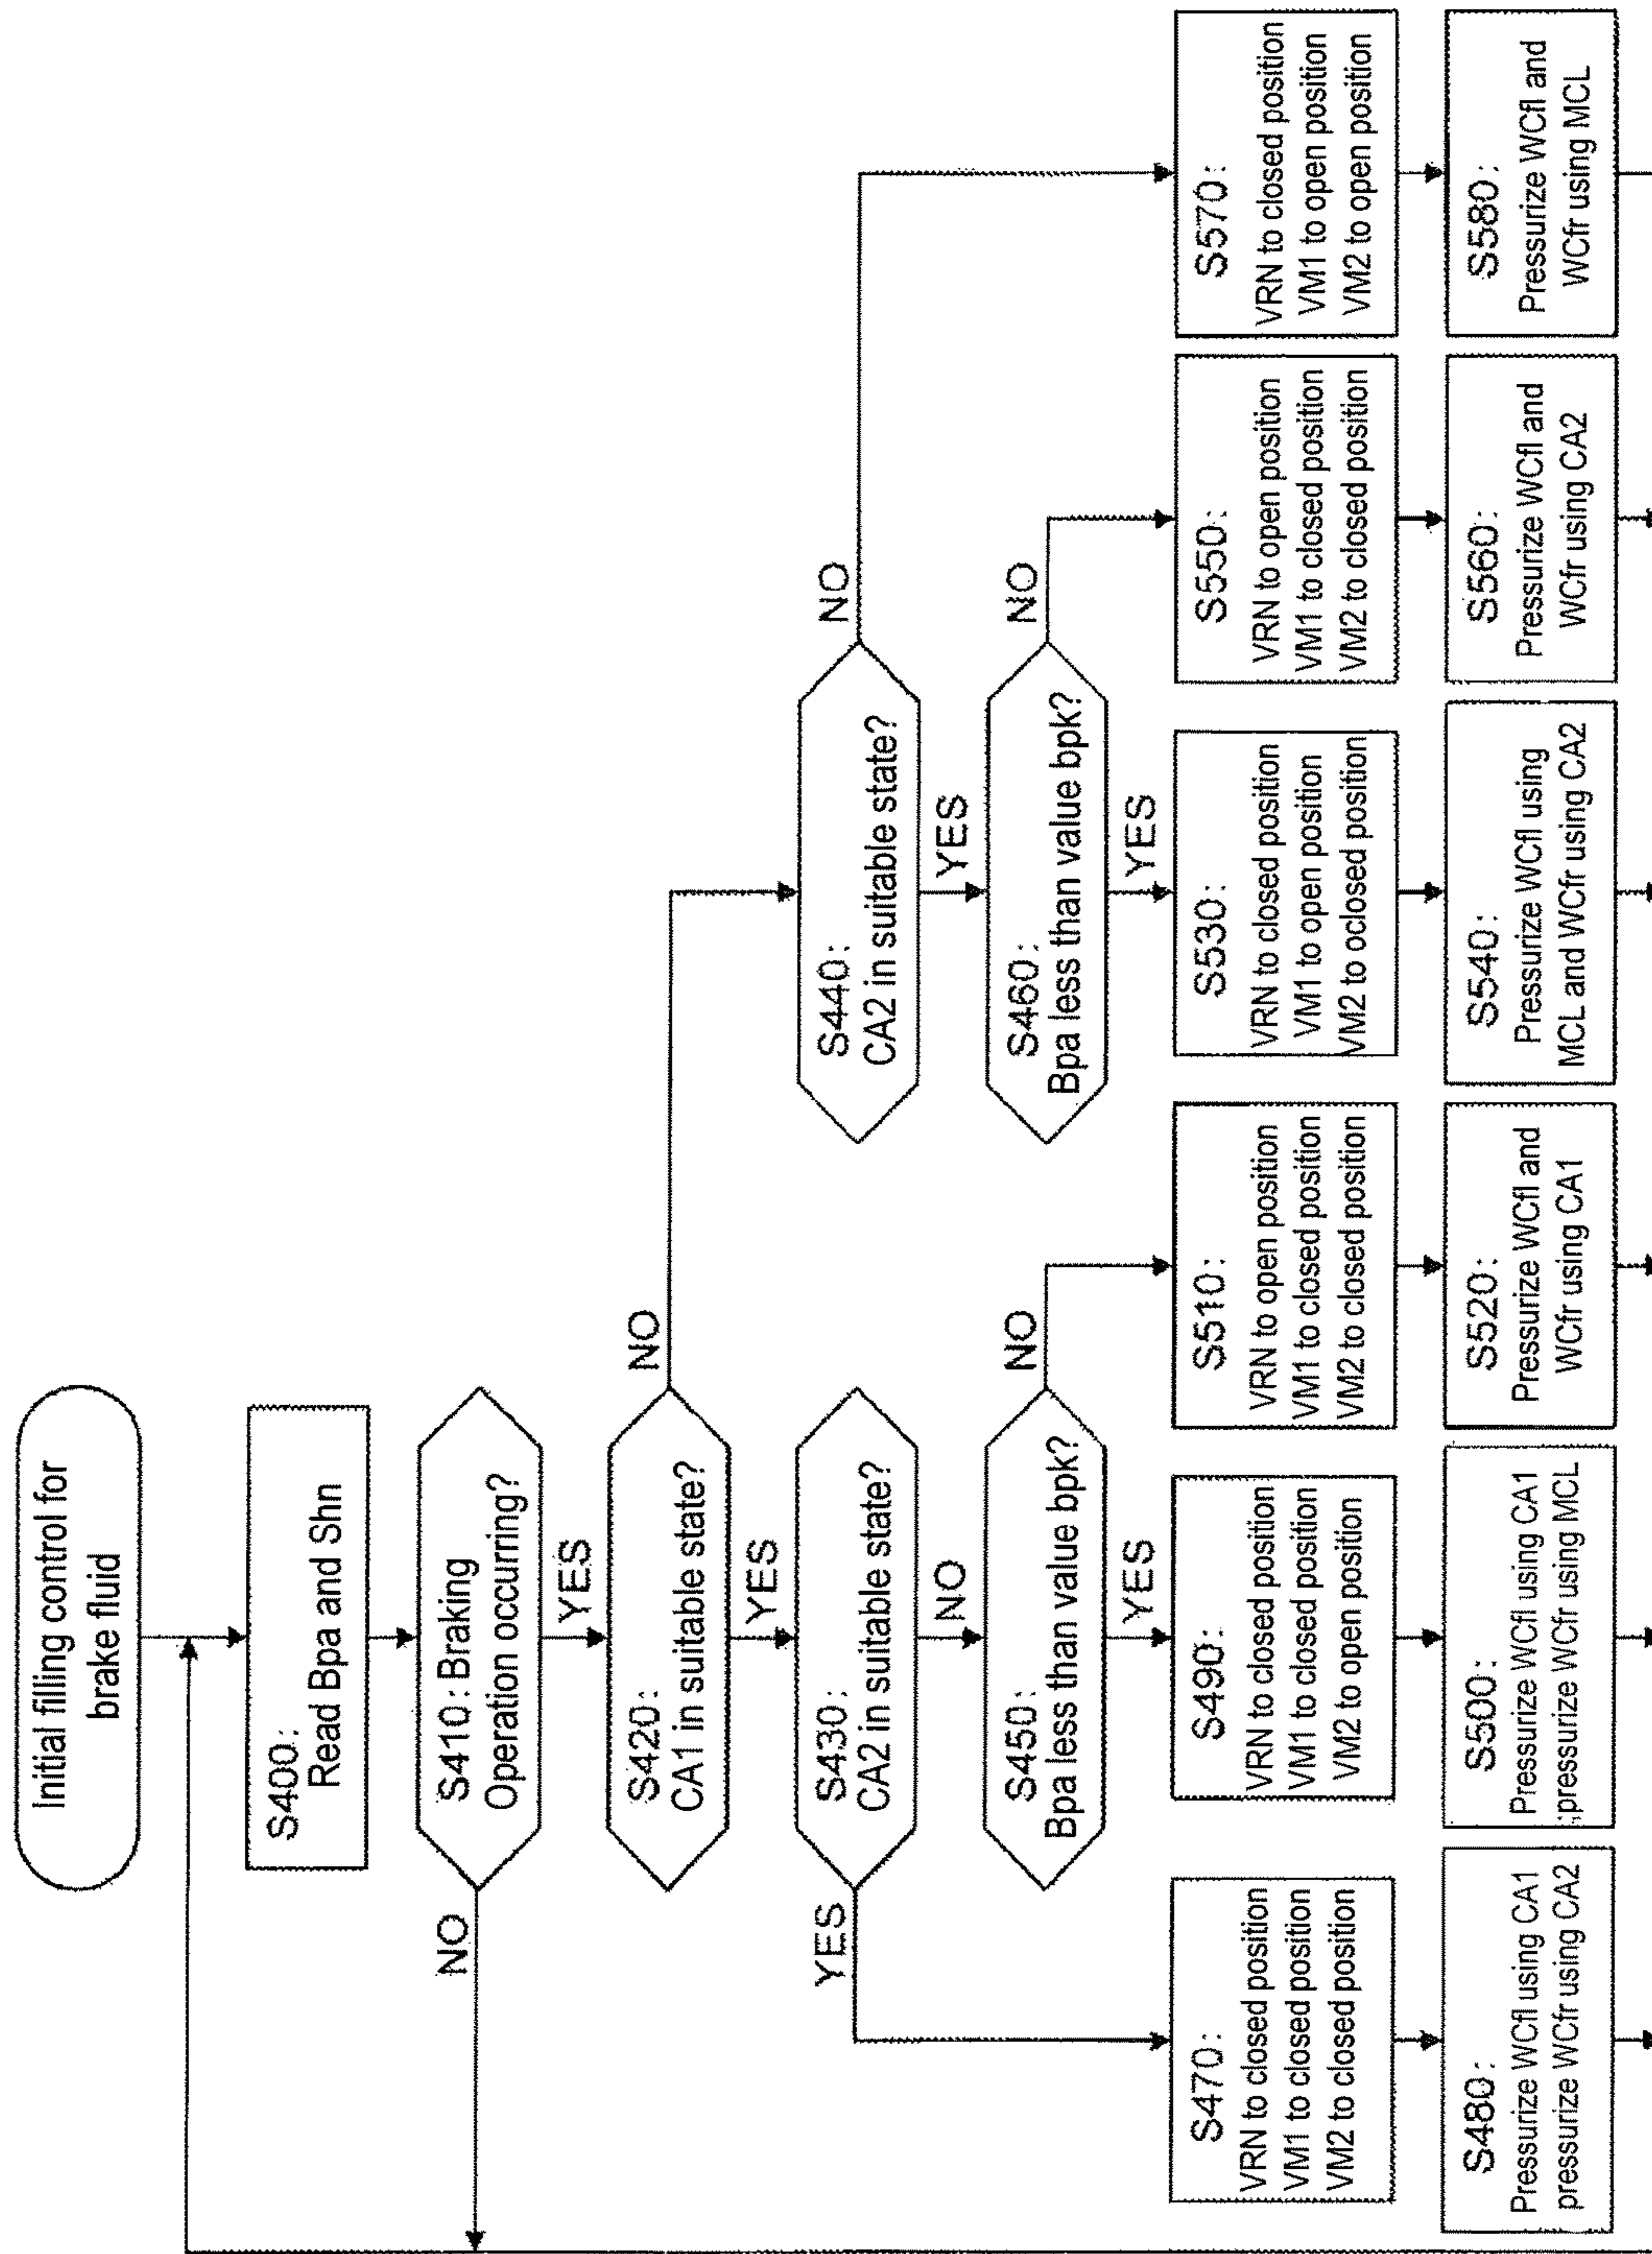 Initial filling control for
brake fluid
S400:
Read Bpa and Shn
S410: Braking
Operation occurring?
NO
YES
S420:
CA1 in suitable state?
NO
YES
S430:
CA2 in suitable state?
YES
NO
S440:
CA2 in suitable state?
NO
YES
S450:
Bpa less than value bpk?
NO
YES
S460:
Bpa less than value bpk?
NO
YES
S470:
VRN to closed position
VM1 to closed position
VM2 to closed position
S490:
VRN to closed position
VM1 to closed position
VM2 to open position
S510:
VRN to open position
VM1 to closed position
VM2 to closed position
S530:
VRN to closed position
VM1 to open position
VM2 to oclosed position
S550:
VRN to open position
VM1 to closed position
VM2 to closed position
S570:
VRN to closed position
VM1 to open position
VM2 to open position
S480:
Pressurize WCfl using CA1
pressurize WCfr using CA2
S500:
Pressurize WCfl using CA1
;pressurize WCfr using MCL
S520:
Pressurize WCfl and
WCfr using CA1
S540:
Pressurize WCfl using
MCL and WCfr using CA2
S560:
Pressurize WCfl and
WCfr using CA2
S580:
Pressurize WCfl and
WCfr using MCL